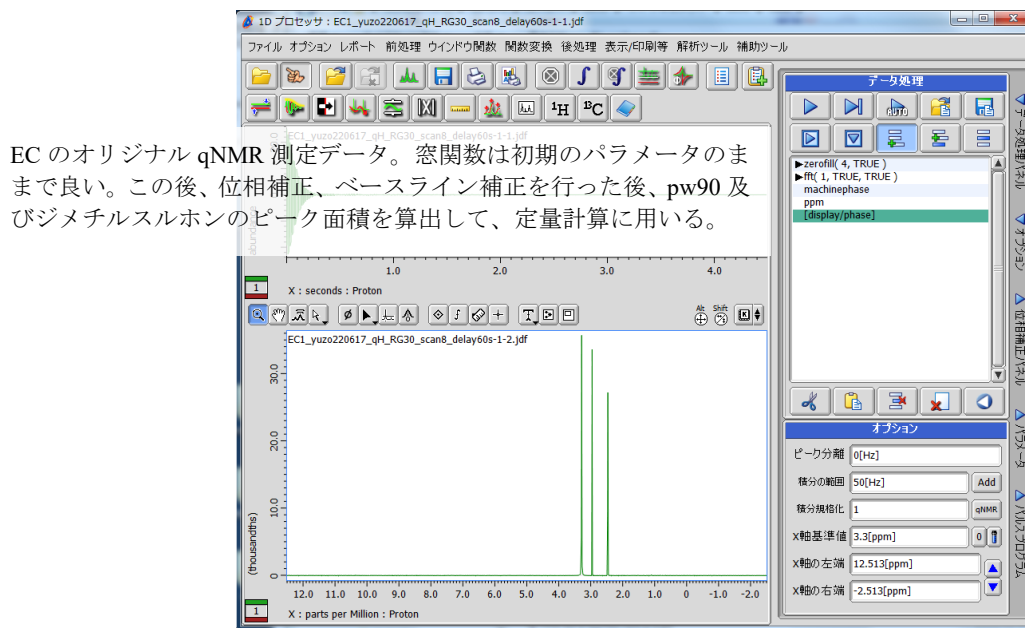 1D プロセッサ : EC1_yuzo220617_qH_RG30_scan8_delay60s-1-1.jdf
ファイル オプション レポート 前処理 ウインドウ関数 関数変換 後処理 表示/印刷等 解析ツール 補助ツール
¹H ¹³C
EC1_yuzo220617_qH_RG30_scan8_delay60s-1-1.jdf
EC のオリジナル qNMR 測定データ。窓関数は初期のパラメータのま
まで良い。この後、位相補正、ベースライン補正を行った後、pw90 及
びジメチルスルホンのピーク面積を算出して、定量計算に用いる。
abundance
1.0 2.0 3.0 4.0
1
X : seconds : Proton
Alt Shift
EC1_yuzo220617_qH_RG30_scan8_delay60s-1-2.jdf
30.0
20.0
10.0
0
(thousandths)
12.0 11.0 10.0 9.0 8.0 7.0 6.0 5.0 4.0 3.0 2.0 1.0 0 -1.0 -2.0
1
X : parts per Million : Proton
データ処理
AUTO
zerofill( 4, TRUE )
fft( 1, TRUE, TRUE )
machinephase
ppm
[display/phase]
オプション
ピーク分離 0[Hz]
積分の範囲 50[Hz] Add
積分規格化 1 qNMR
X軸基準値 3.3[ppm] 0
X軸の左端 12.513[ppm]
X軸の右端 -2.513[ppm]
データ処理パネル
オプション
位相補正パネル
パラメータ
パルスプログラム